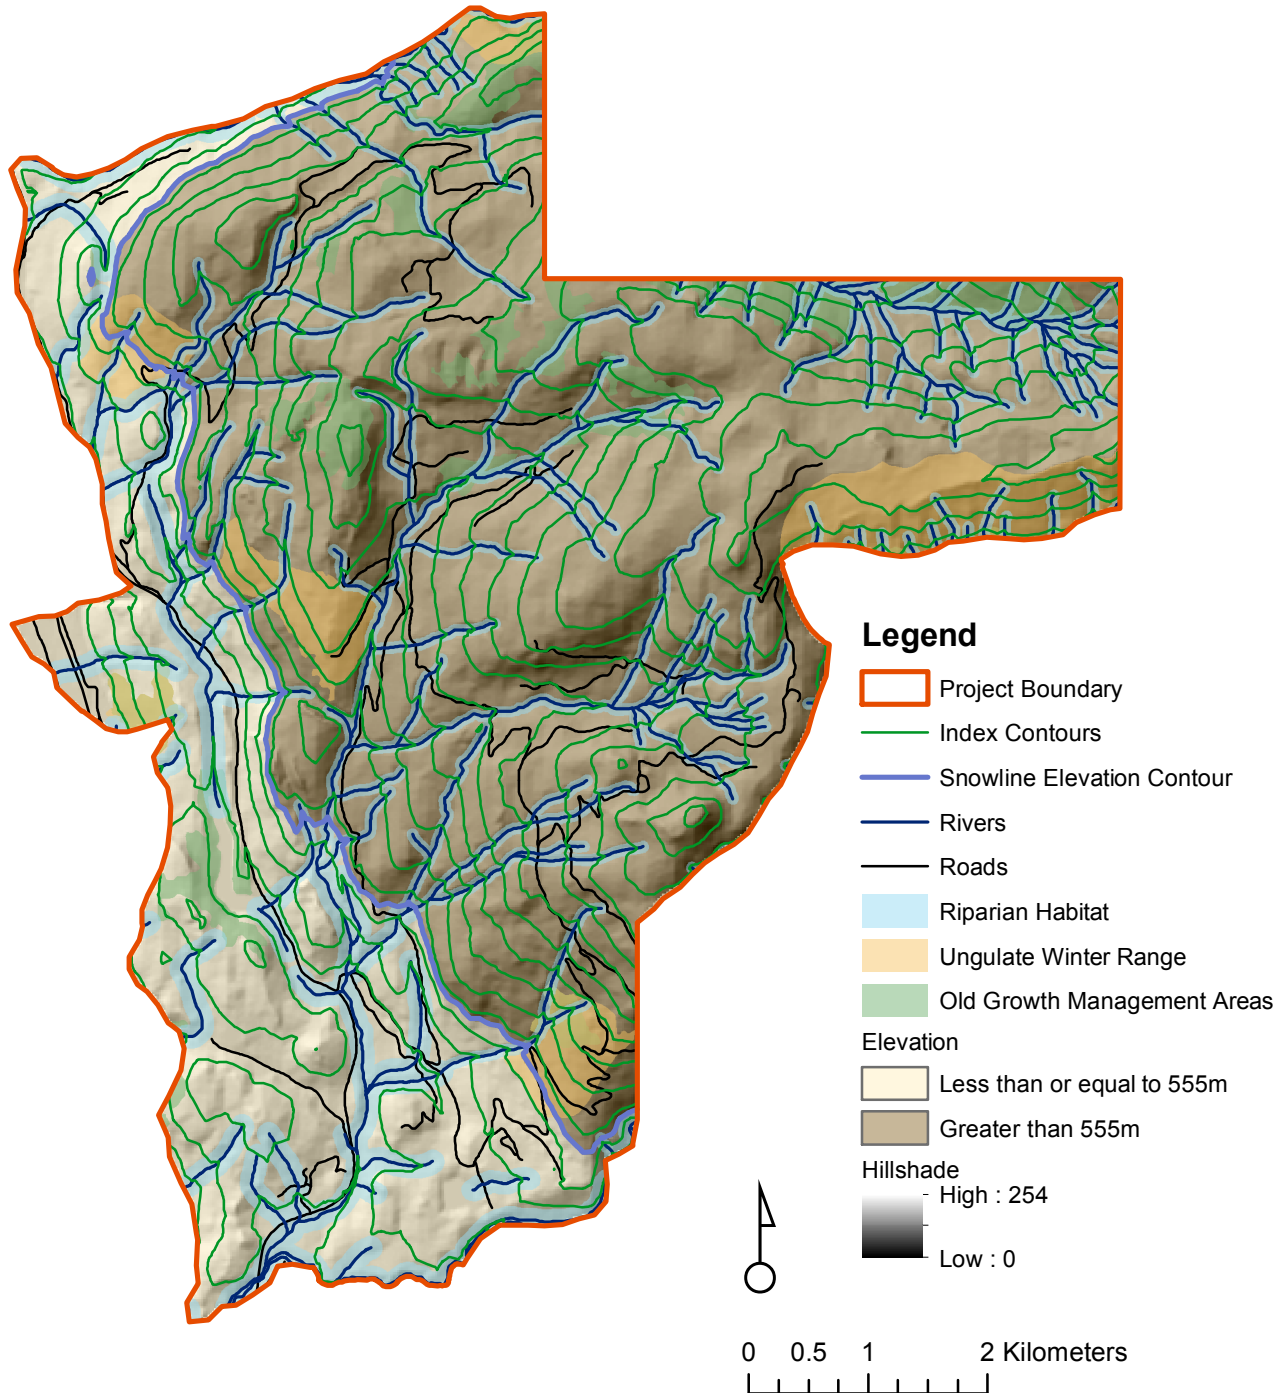 Legend
Project Boundary
Index Contours
Snowline Elevation Contour
Rivers
Roads
Riparian Habitat
Ungulate Winter Range
Old Growth Management Areas
Elevation
Less than or equal to 555m
Greater than 555m
Hillshade
High : 254
Low : 0
0 0.5 1 2 Kilometers